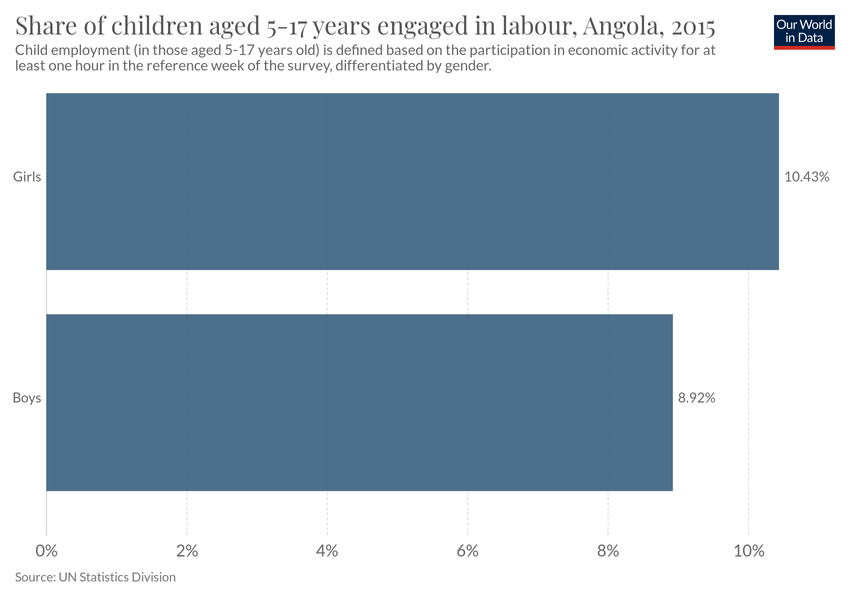 Share of children aged 5-17 years engaged in labour, Angola, 2015
Our World
in Data
Child employment (in those aged 5-17 years old) is defined based on the participation in economic activity for at
least one hour in the reference week of the survey, differentiated by gender.
Girls
10.43%
Boys
8.92%
0%
2%
4%
6%
8%
10%
Source: UN Statistics Division